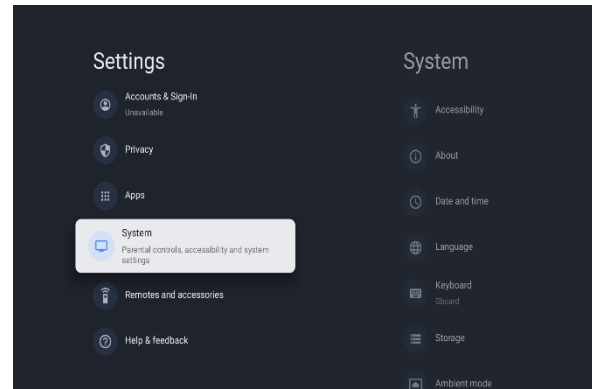 Settings
Accounts & Sign-In
Unavailable
Privacy
Apps
System
Parental controls, accessibility and system
settings
Remotes and accessories
Help & feedback
System
Accessibility
About
Date and time
Language
Keyboard
Gboard
Storage
Ambient mode